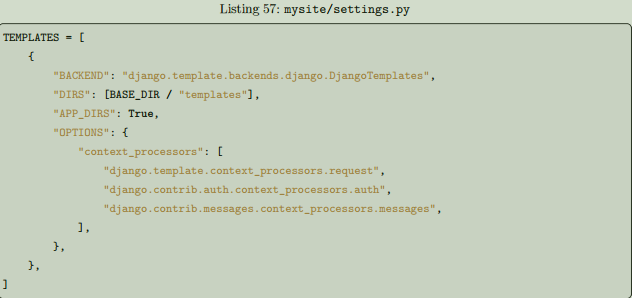 Listing 57: mysite/settings.py
TEMPLATES = [
    {
        "BACKEND": "django.template.backends.django.DjangoTemplates",
        "DIRS": [BASE_DIR / "templates"],
        "APP_DIRS": True,
        "OPTIONS": {
            "context_processors": [
                "django.template.context_processors.request",
                "django.contrib.auth.context_processors.auth",
                "django.contrib.messages.context_processors.messages",
            ],
        },
    },
]